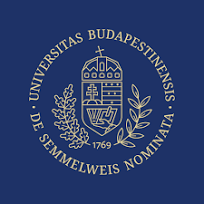 UNIVERSITAS BUDAPESTINENSIS
· DE SEMMELWEIS NOMINATA ·
1769